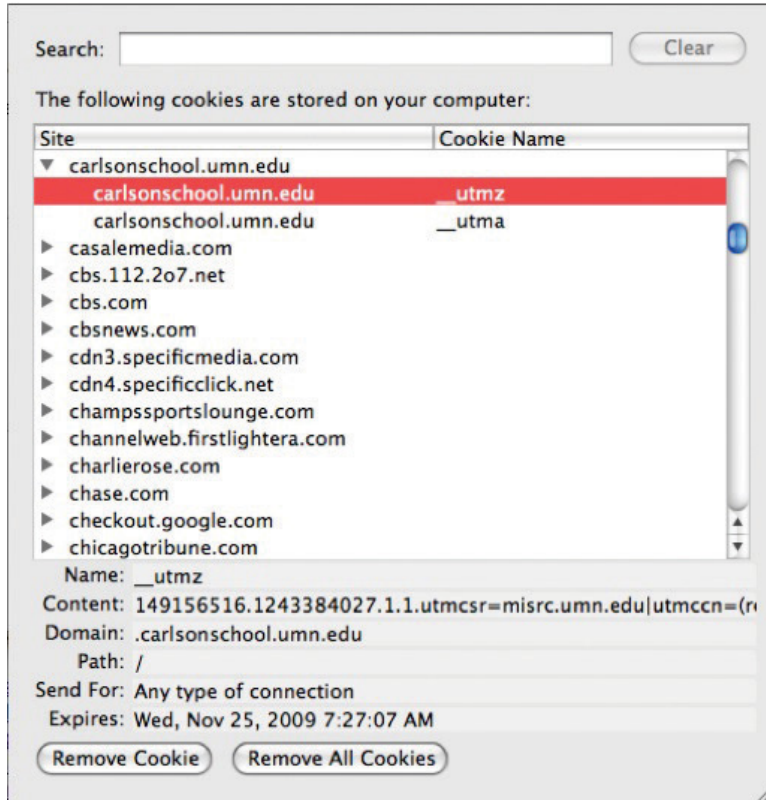 Search: Clear
The following cookies are stored on your computer:
Site Cookie Name
carlsonschool.umn.edu
carlsonschool.umn.edu __utmz
carlsonschool.umn.edu __utma
casalemedia.com
cbs.112.2o7.net
cbs.com
cbsnews.com
cdn3.specificmedia.com
cdn4.specificclick.net
champssportslounge.com
channelweb.firstlightera.com
charlierose.com
chase.com
checkout.google.com
chicagotribune.com
Name: __utmz
Content: 149156516.1243384027.1.1.utmcsr=misrc.umn.edu|utmccn=(re
Domain: .carlsonschool.umn.edu
Path: /
Send For: Any type of connection
Expires: Wed, Nov 25, 2009 7:27:07 AM
Remove Cookie Remove All Cookies